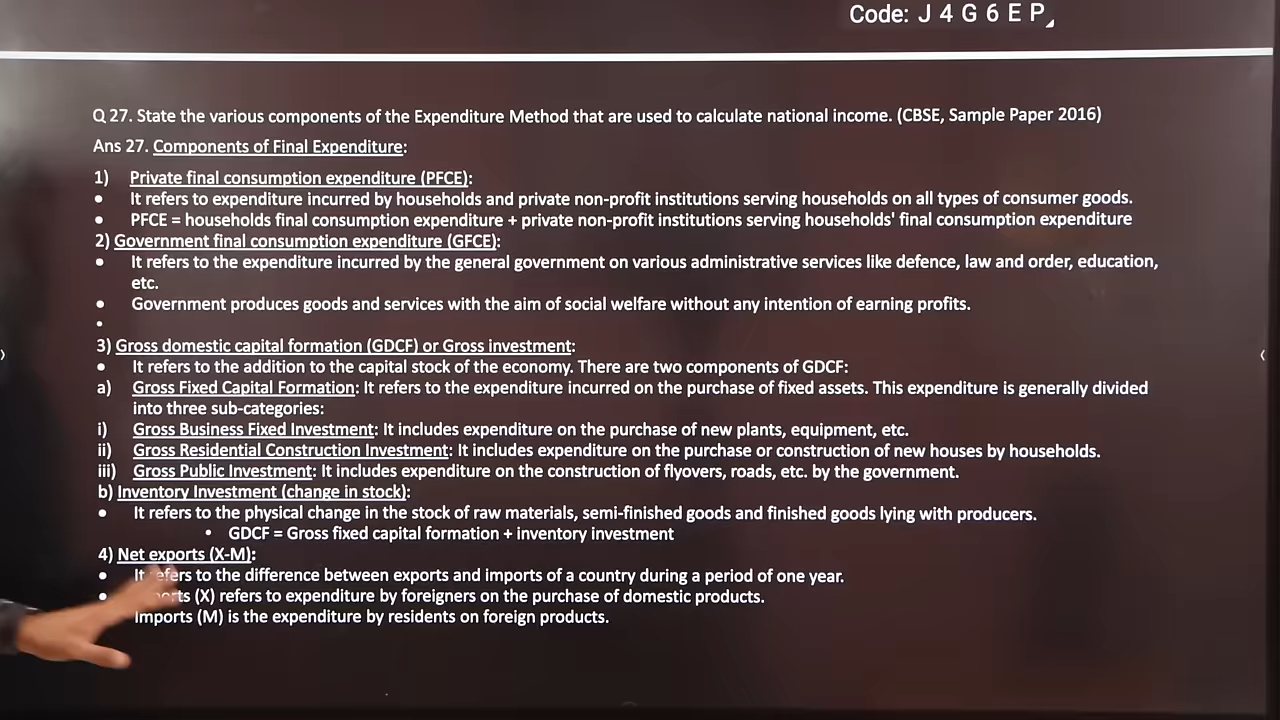 Code: J 4 G 6 E P
Q 27. State the various components of the Expenditure Method that are used to calculate national income. (CBSE, Sample Paper 2016)
Ans 27. Components of Final Expenditure:
1) Private final consumption expenditure (PFCE):
• It refers to expenditure incurred by households and private non-profit institutions serving households on all types of consumer goods.
• PFCE = households final consumption expenditure + private non-profit institutions serving households' final consumption expenditure
2) Government final consumption expenditure (GFCE):
• It refers to the expenditure incurred by the general government on various administrative services like defence, law and order, education,
etc.
• Government produces goods and services with the aim of social welfare without any intention of earning profits.
•
3) Gross domestic capital formation (GDCF) or Gross investment:
• It refers to the addition to the capital stock of the economy. There are two components of GDCF:
a) Gross Fixed Capital Formation: It refers to the expenditure incurred on the purchase of fixed assets. This expenditure is generally divided
into three sub-categories:
i) Gross Business Fixed Investment: It includes expenditure on the purchase of new plants, equipment, etc.
ii) Gross Residential Construction Investment: It includes expenditure on the purchase or construction of new houses by households.
iii) Gross Public Investment: It includes expenditure on the construction of flyovers, roads, etc. by the government.
b) Inventory Investment (change in stock):
• It refers to the physical change in the stock of raw materials, semi-finished goods and finished goods lying with producers.
• GDCF = Gross fixed capital formation + inventory investment
4) Net exports (X-M):
• It to the difference between exports and imports of a country during a period of one year.
• (X) refers to expenditure by foreigners on the purchase of domestic products.
Imports (M) is the expenditure by residents on foreign products.